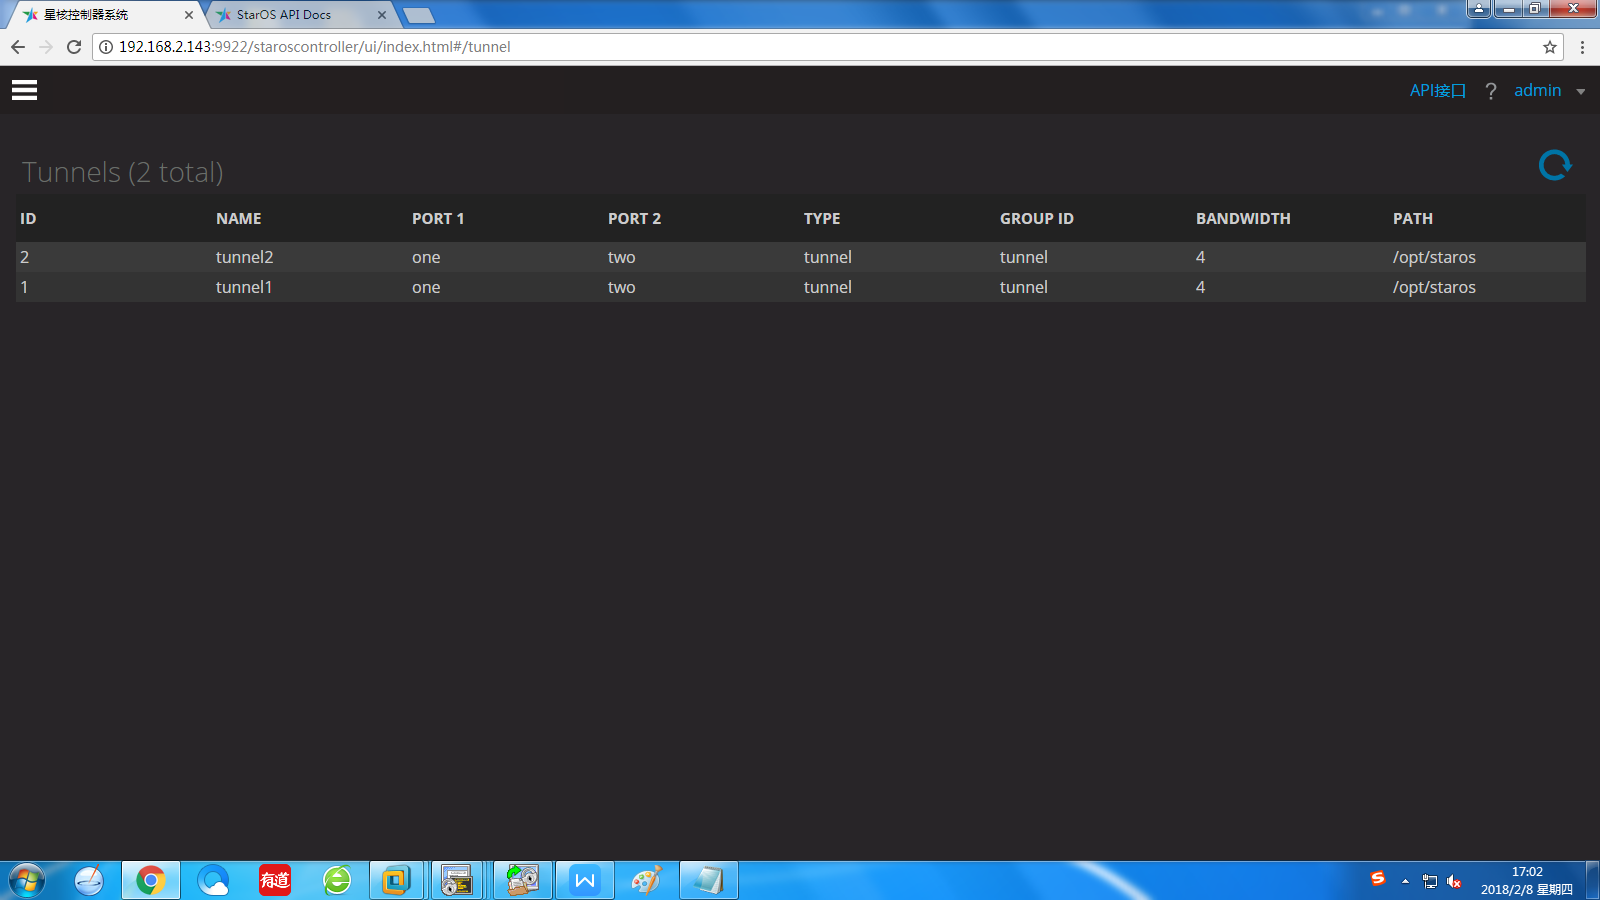 星核控制器系统
StarOS API Docs
192.168.2.143:9922/staroscontroller/ui/index.html#/tunnel
API接口 ? admin
Tunnels (2 total)
ID NAME PORT 1 PORT 2 TYPE GROUP ID BANDWIDTH PATH
2 tunnel2 one two tunnel tunnel 4 /opt/staros
1 tunnel1 one two tunnel tunnel 4 /opt/staros
有道
17:02
2018/2/8 星期四